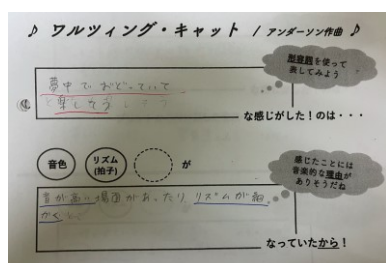 ♪ ワルツィング・キャット / アンダーソン作曲 ♪
形容詞を使って
表してみよう
夢中でおどっていて
楽しそう
な感じがした！のは・・・
音色
リズム
(拍子)
が
感じたことには
音楽的な理由が
ありそうだね
音が高い場面があったり、リズムが細
かく
なっていたから！